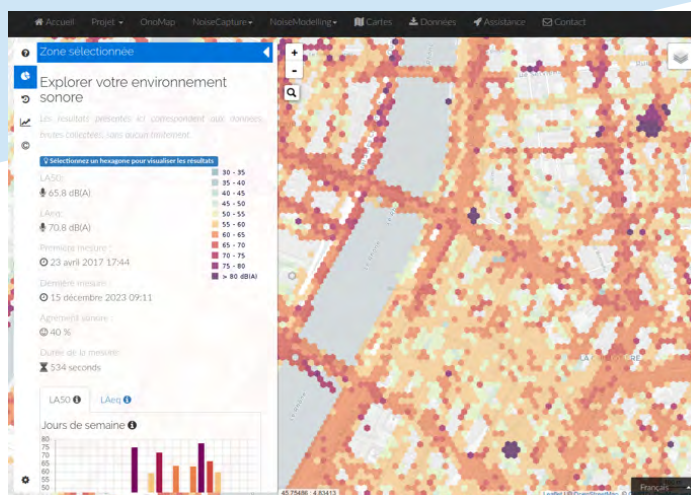 Accueil Projet OnoMap NoiseCapture NoiseModelling Cartes Données Assistance Contact
Zone sélectionnée
Explorer votre environnement
sonore
Les résultats présentés ici correspondent aux données
brutes collectées, sans aucun traitement.
Sélectionnez un hexagone pour visualiser les résultats
LA50:
65.8 dB(A)
LAeq:
70.8 dB(A)
Première mesure :
23 avril 2017 17:44
Dernière mesure :
15 décembre 2023 09:11
Agrément sonore :
40 %
Durée de la mesure:
534 seconds
30 - 35
35 - 40
40 - 45
45 - 50
50 - 55
55 - 60
60 - 65
65 - 70
70 - 75
75 - 80
> 80 dB(A)
LA50 LAeq
Jours de semaine
80
75
70
65
60
55
50
+
-
45.75486 : 4.83413
Français